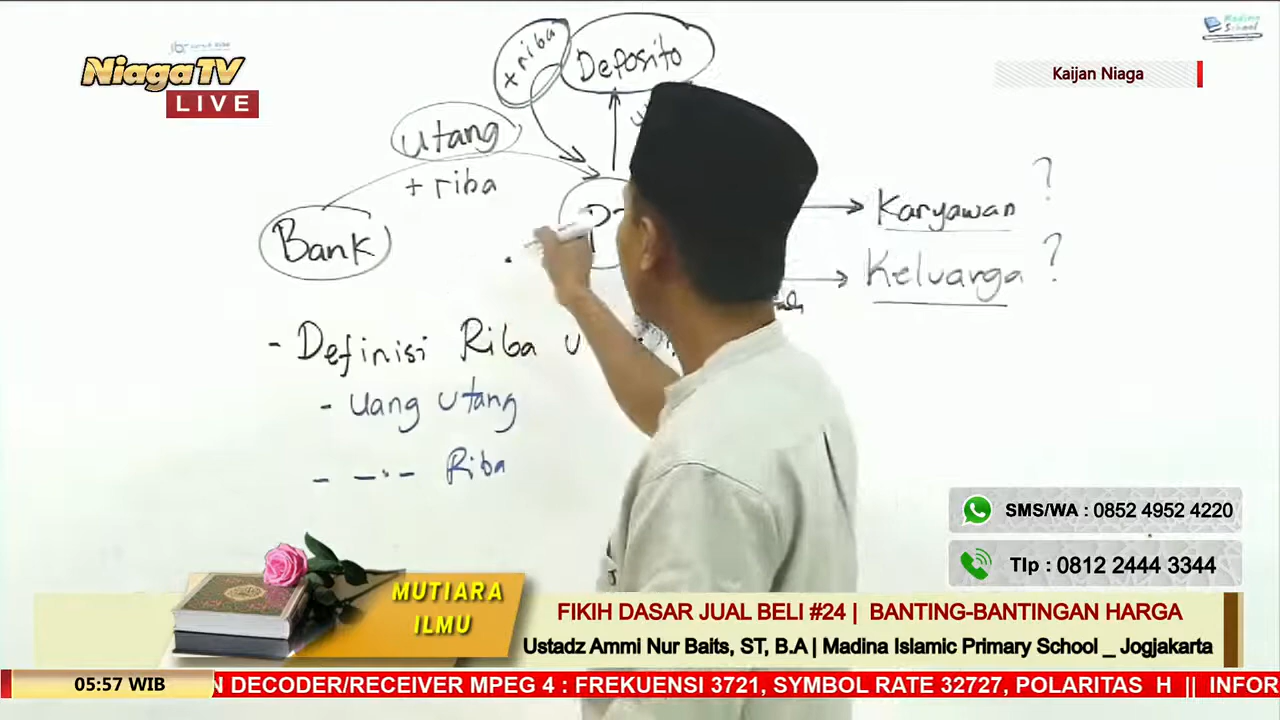 Madina
School
NiagaTV
LIVE
Kaijan Niaga
+ riba
Deposito
utang
+ riba
Bank
Karyawan ?
Keluarga ?
- Definisi Riba u
- Uang utang
- —·— Riba
SMS/WA : 0852 4952 4220
Tlp : 0812 2444 3344
MUTIARA
ILMU
FIKIH DASAR JUAL BELI #24 | BANTING-BANTINGAN HARGA
Ustadz Ammi Nur Baits, ST, B.A | Madina Islamic Primary School _ Jogjakarta
05:57 WIB
N DECODER/RECEIVER MPEG 4 : FREKUENSI 3721, SYMBOL RATE 32727, POLARITAS H || INFOR